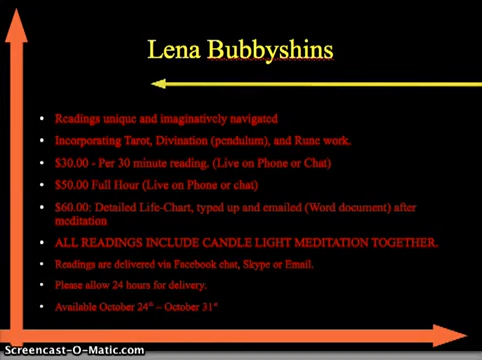 Lena Bubbyshins
• Readings unique and imaginatively navigated
• Incorporating Tarot, Divination (pendulum), and Rune work.
• $30.00 - Per 30 minute reading. (Live on Phone or Chat)
• $50.00 Full Hour (Live on Phone or chat)
• $60.00: Detailed Life-Chart, typed up and emailed (Word document) after
meditation
• ALL READINGS INCLUDE CANDLE LIGHT MEDITATION TOGETHER.
• Readings are delivered via Facebook chat, Skype or Email.
• Please allow 24 hours for delivery.
• Available October 24th – October 31st
Screencast-O-Matic.com